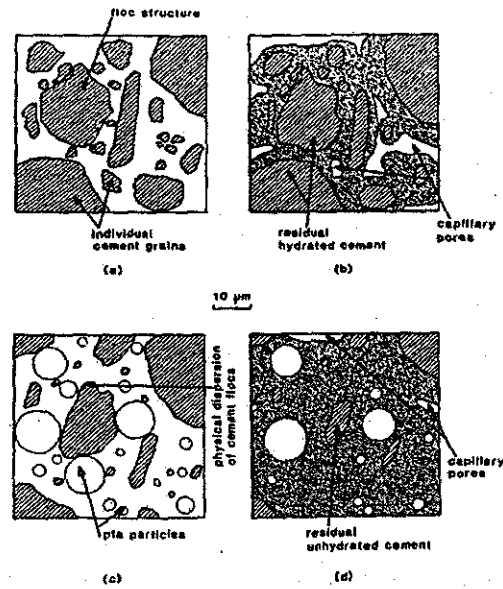 floc structure
individual
cement grains
(a)
residual
hydrated cement
capillary
pores
(b)
10 µm
physical dispersion
of cement flocs
pfa particles
(c)
residual
unhydrated cement
capillary
pores
(d)